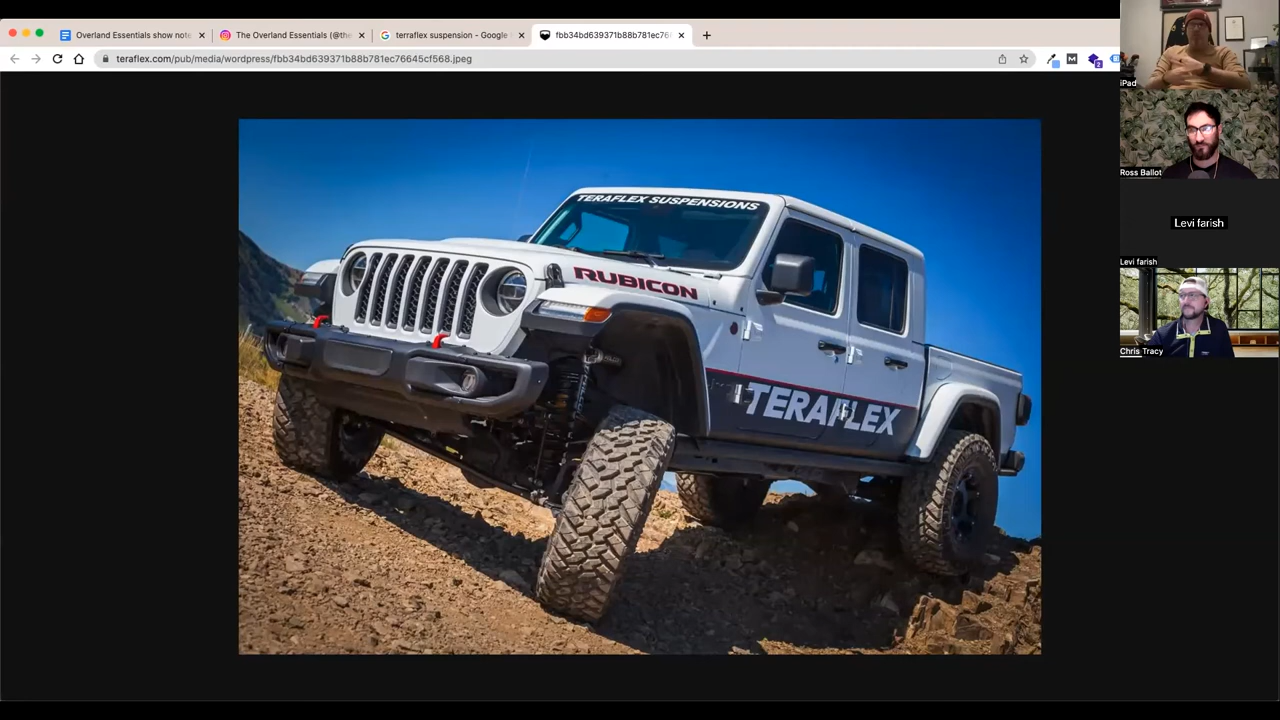 Overland Essentials show note
The Overland Essentials (@the
terraflex suspension - Google
fbb34bd639371b88b781ec76
teraflex.com/pub/media/wordpress/fbb34bd639371b88b781ec76645cf568.jpeg
TERAFLEX SUSPENSIONS
RUBICON
TERAFLEX
iPad
Ross Ballot
Levi farish
Levi farish
Chris Tracy